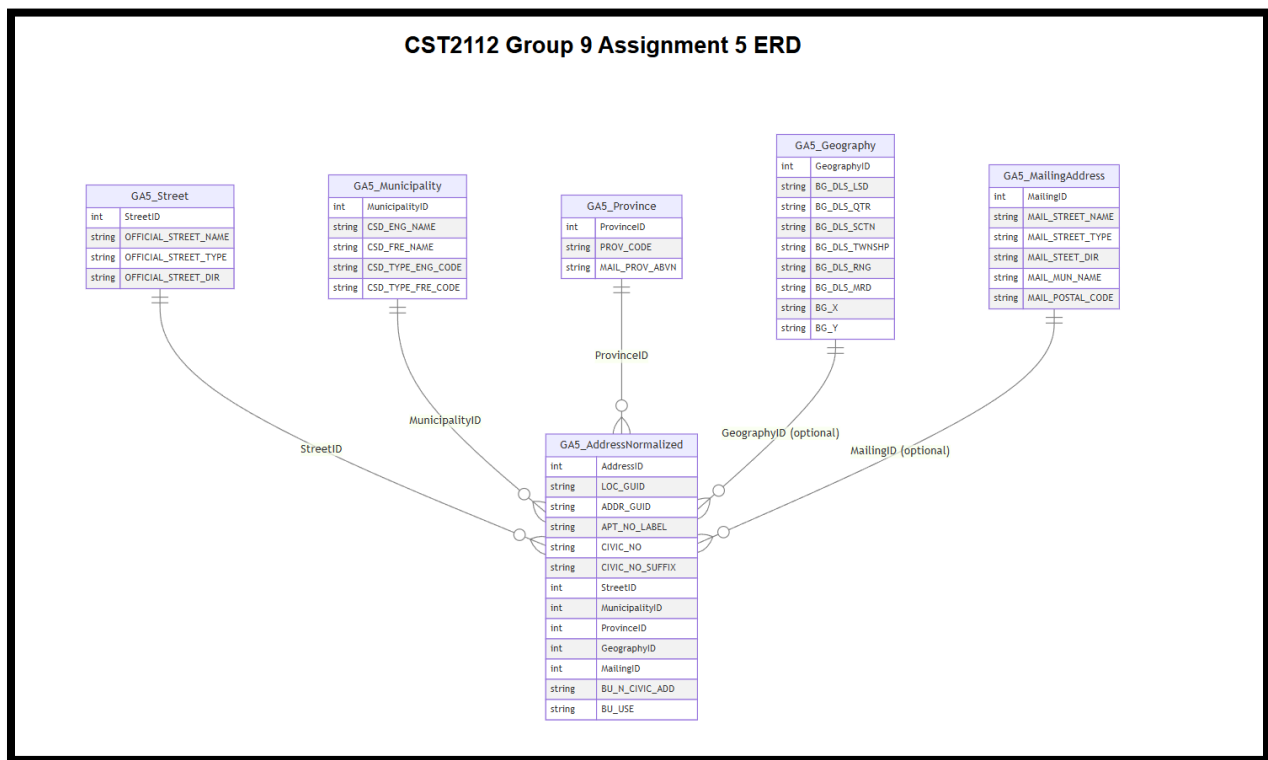 CST2112 Group 9 Assignment 5 ERD
GA5_Street
int StreetID
string OFFICIAL_STREET_NAME
string OFFICIAL_STREET_TYPE
string OFFICIAL_STREET_DIR
GA5_Municipality
int MunicipalityID
string CSD_ENG_NAME
string CSD_FRE_NAME
string CSD_TYPE_ENG_CODE
string CSD_TYPE_FRE_CODE
GA5_Province
int ProvinceID
string PROV_CODE
string MAIL_PROV_ABVN
GA5_Geography
int GeographyID
string BG_DLS_LSD
string BG_DLS_QTR
string BG_DLS_SCTN
string BG_DLS_TWNSHP
string BG_DLS_RNG
string BG_DLS_MRD
string BG_X
string BG_Y
GA5_MailingAddress
int MailingID
string MAIL_STREET_NAME
string MAIL_STREET_TYPE
string MAIL_STEET_DIR
string MAIL_MUN_NAME
string MAIL_POSTAL_CODE
StreetID
MunicipalityID
ProvinceID
GeographyID (optional)
MailingID (optional)
GA5_AddressNormalized
int AddressID
string LOC_GUID
string ADDR_GUID
string APT_NO_LABEL
string CIVIC_NO
string CIVIC_NO_SUFFIX
int StreetID
int MunicipalityID
int ProvinceID
int GeographyID
int MailingID
string BU_N_CIVIC_ADD
string BU_USE